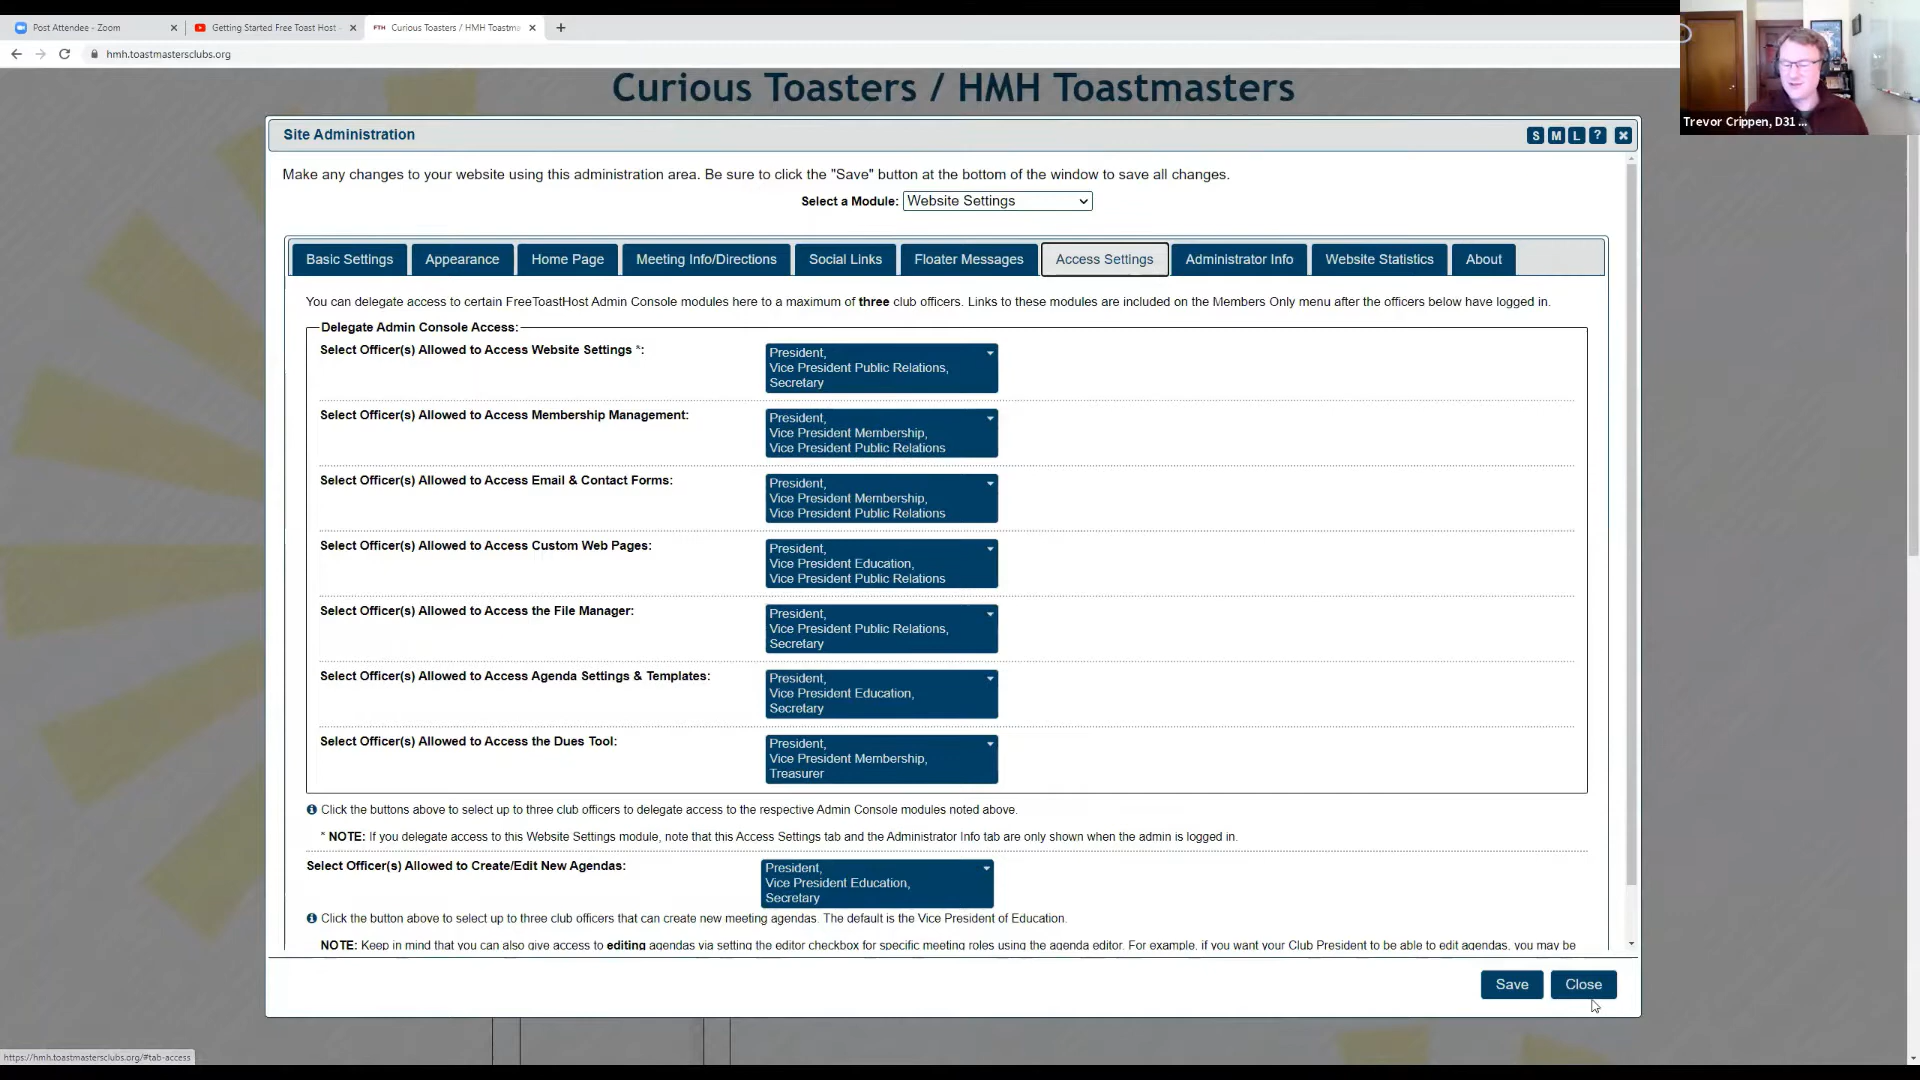 Post Attendee - Zoom
Getting Started Free Toast Host -
FTH Curious Toasters / HMH Toastma
hmh.toastmastersclubs.org
Trevor Crippen, D31 ...
Curious Toasters / HMH Toastmasters
Site Administration
S M L ?
Make any changes to your website using this administration area. Be sure to click the "Save" button at the bottom of the window to save all changes.
Select a Module: Website Settings
Basic Settings Appearance Home Page Meeting Info/Directions Social Links Floater Messages Access Settings Administrator Info Website Statistics About
You can delegate access to certain FreeToastHost Admin Console modules here to a maximum of three club officers. Links to these modules are included on the Members Only menu after the officers below have logged in.
Delegate Admin Console Access:
Select Officer(s) Allowed to Access Website Settings *:
President,
Vice President Public Relations,
Secretary
Select Officer(s) Allowed to Access Membership Management:
President,
Vice President Membership,
Vice President Public Relations
Select Officer(s) Allowed to Access Email & Contact Forms:
President,
Vice President Membership,
Vice President Public Relations
Select Officer(s) Allowed to Access Custom Web Pages:
President,
Vice President Education,
Vice President Public Relations
Select Officer(s) Allowed to Access the File Manager:
President,
Vice President Public Relations,
Secretary
Select Officer(s) Allowed to Access Agenda Settings & Templates:
President,
Vice President Education,
Secretary
Select Officer(s) Allowed to Access the Dues Tool:
President,
Vice President Membership,
Treasurer
Click the buttons above to select up to three club officers to delegate access to the respective Admin Console modules noted above.
* NOTE: If you delegate access to this Website Settings module, note that this Access Settings tab and the Administrator Info tab are only shown when the admin is logged in.
Select Officer(s) Allowed to Create/Edit New Agendas:
President,
Vice President Education,
Secretary
Click the button above to select up to three club officers that can create new meeting agendas. The default is the Vice President of Education.
NOTE: Keep in mind that you can also give access to editing agendas via setting the editor checkbox for specific meeting roles using the agenda editor. For example, if you want your Club President to be able to edit agendas, you may be
Save Close
https://hmh.toastmastersclubs.org/#tab-access